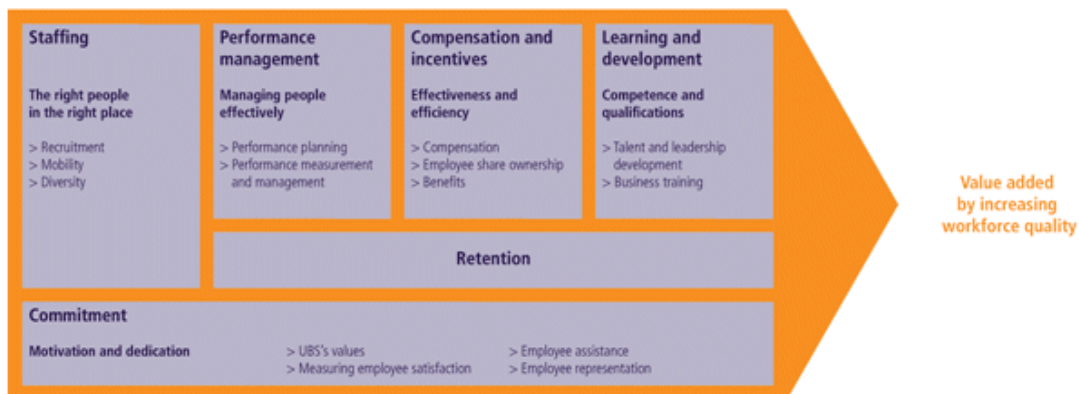 Staffing
The right people
in the right place
> Recruitment
> Mobility
> Diversity
Performance
management
Managing people
effectively
> Performance planning
> Performance measurement
and management
Compensation and
incentives
Effectiveness and
efficiency
> Compensation
> Employee share ownership
> Benefits
Learning and
development
Competence and
qualifications
> Talent and leadership
development
> Business training
Retention
Commitment
Motivation and dedication
> UBS's values
> Measuring employee satisfaction
> Employee assistance
> Employee representation
Value added
by increasing
workforce quality